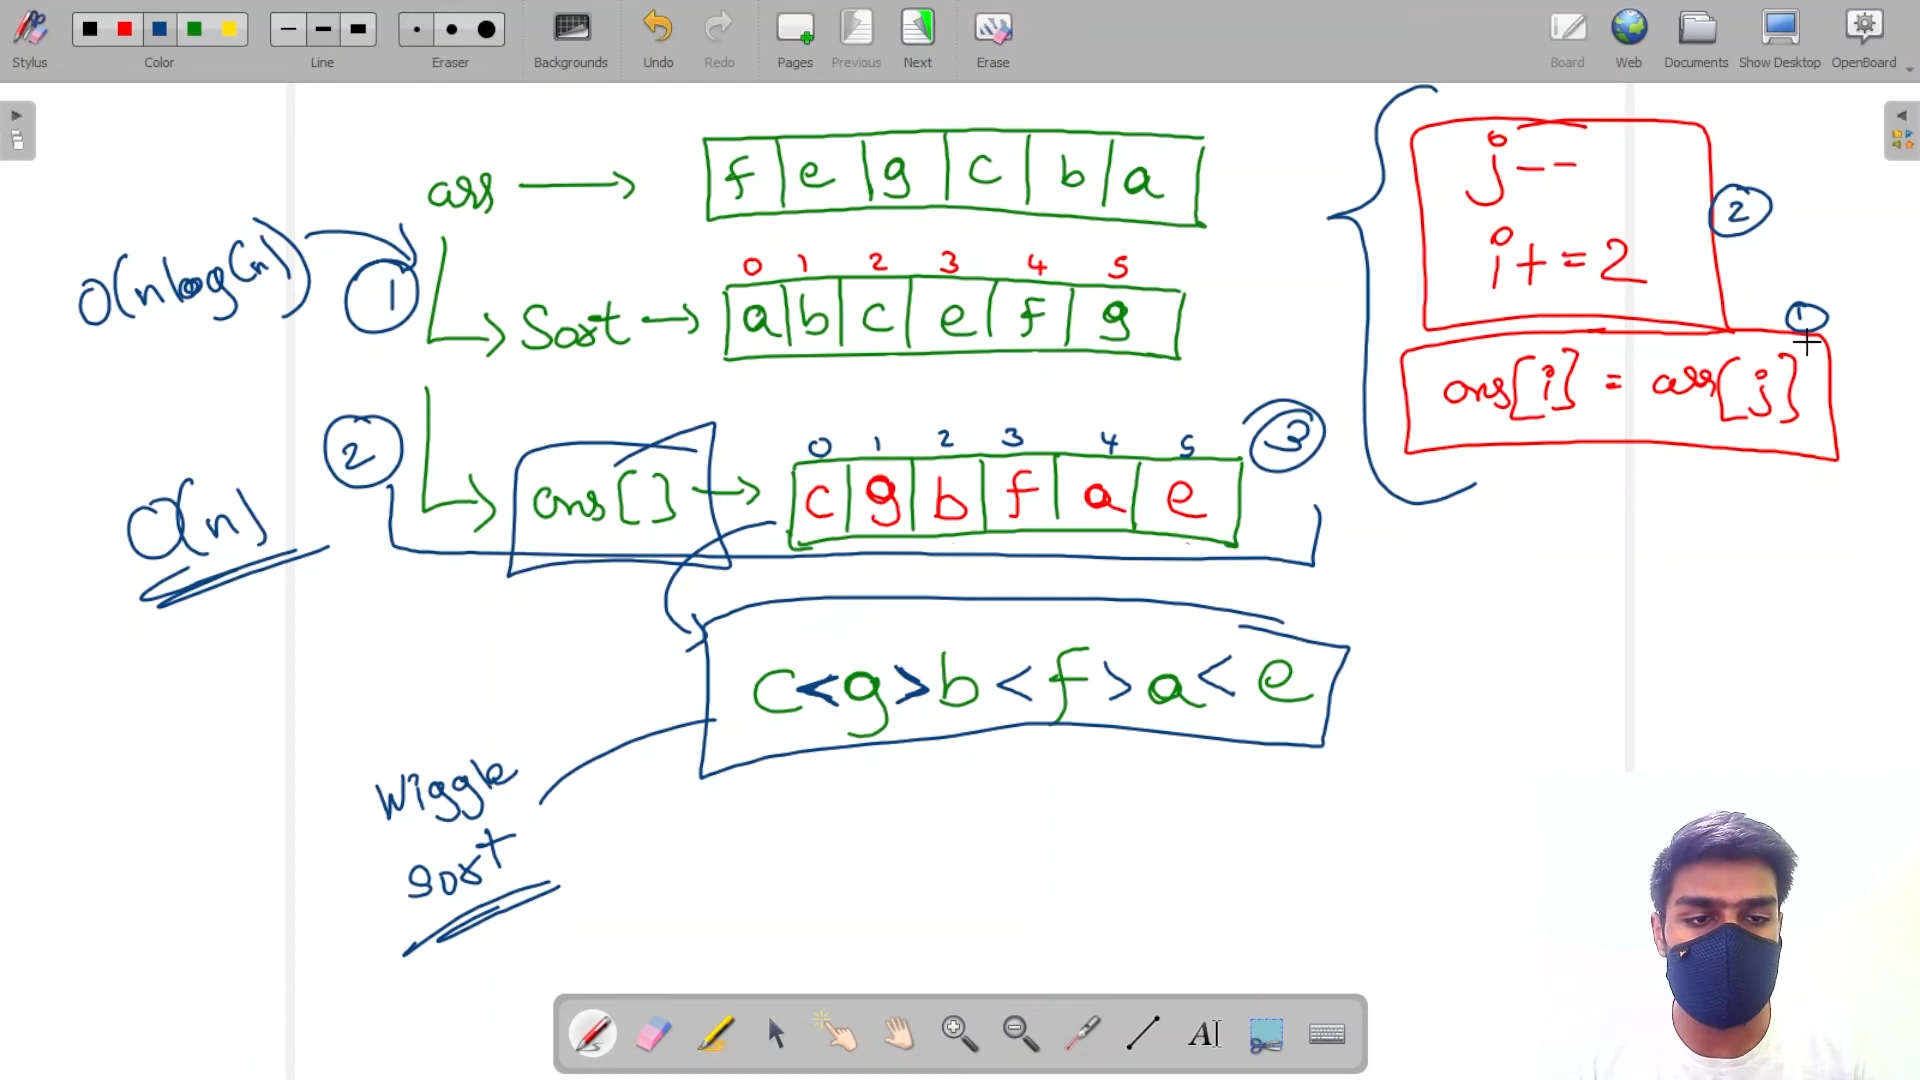 Stylus Color Line Eraser Backgrounds Undo Redo Pages Previous Next Erase Board Web Documents Show Desktop OpenBoard
arr → f e g c b a
O(nlog(n)) 1
0 1 2 3 4 5
Sort → a b c e f g
2 ans[] → 3
0 1 2 3 4 5
c g b f a e
O(n)
c<g>b<f>a<e
Wiggle
sort
j--
i+=2
2
1
ans[i] = arr[j]
AI